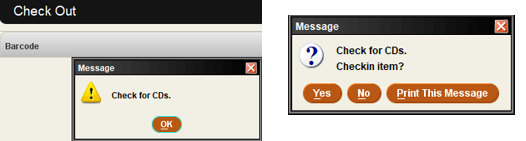 Check Out
Barcode
Message
Check for CDs.
OK
Message
Check for CDs.
Checkin item?
Yes No Print This Message